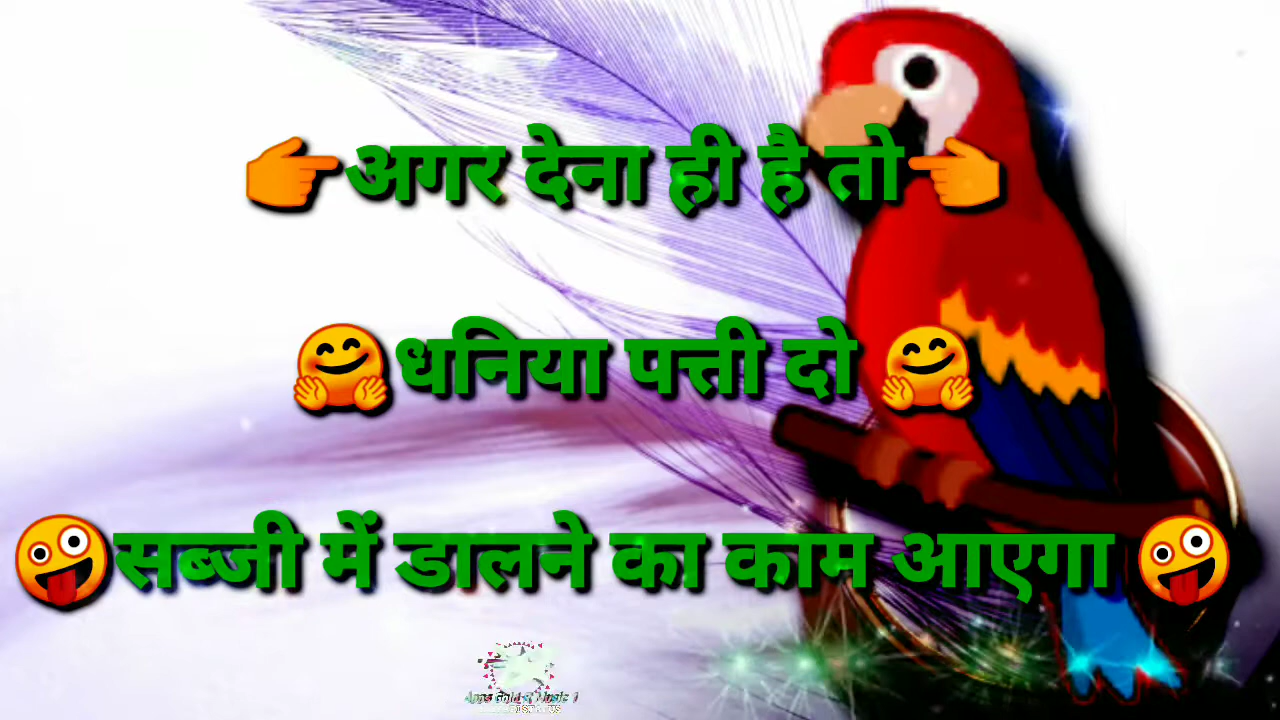 👉अगर देना ही है तो👈
🤗धनिया पत्ती दो 🤗
🤪सब्जी में डालने का काम आएगा 🤪